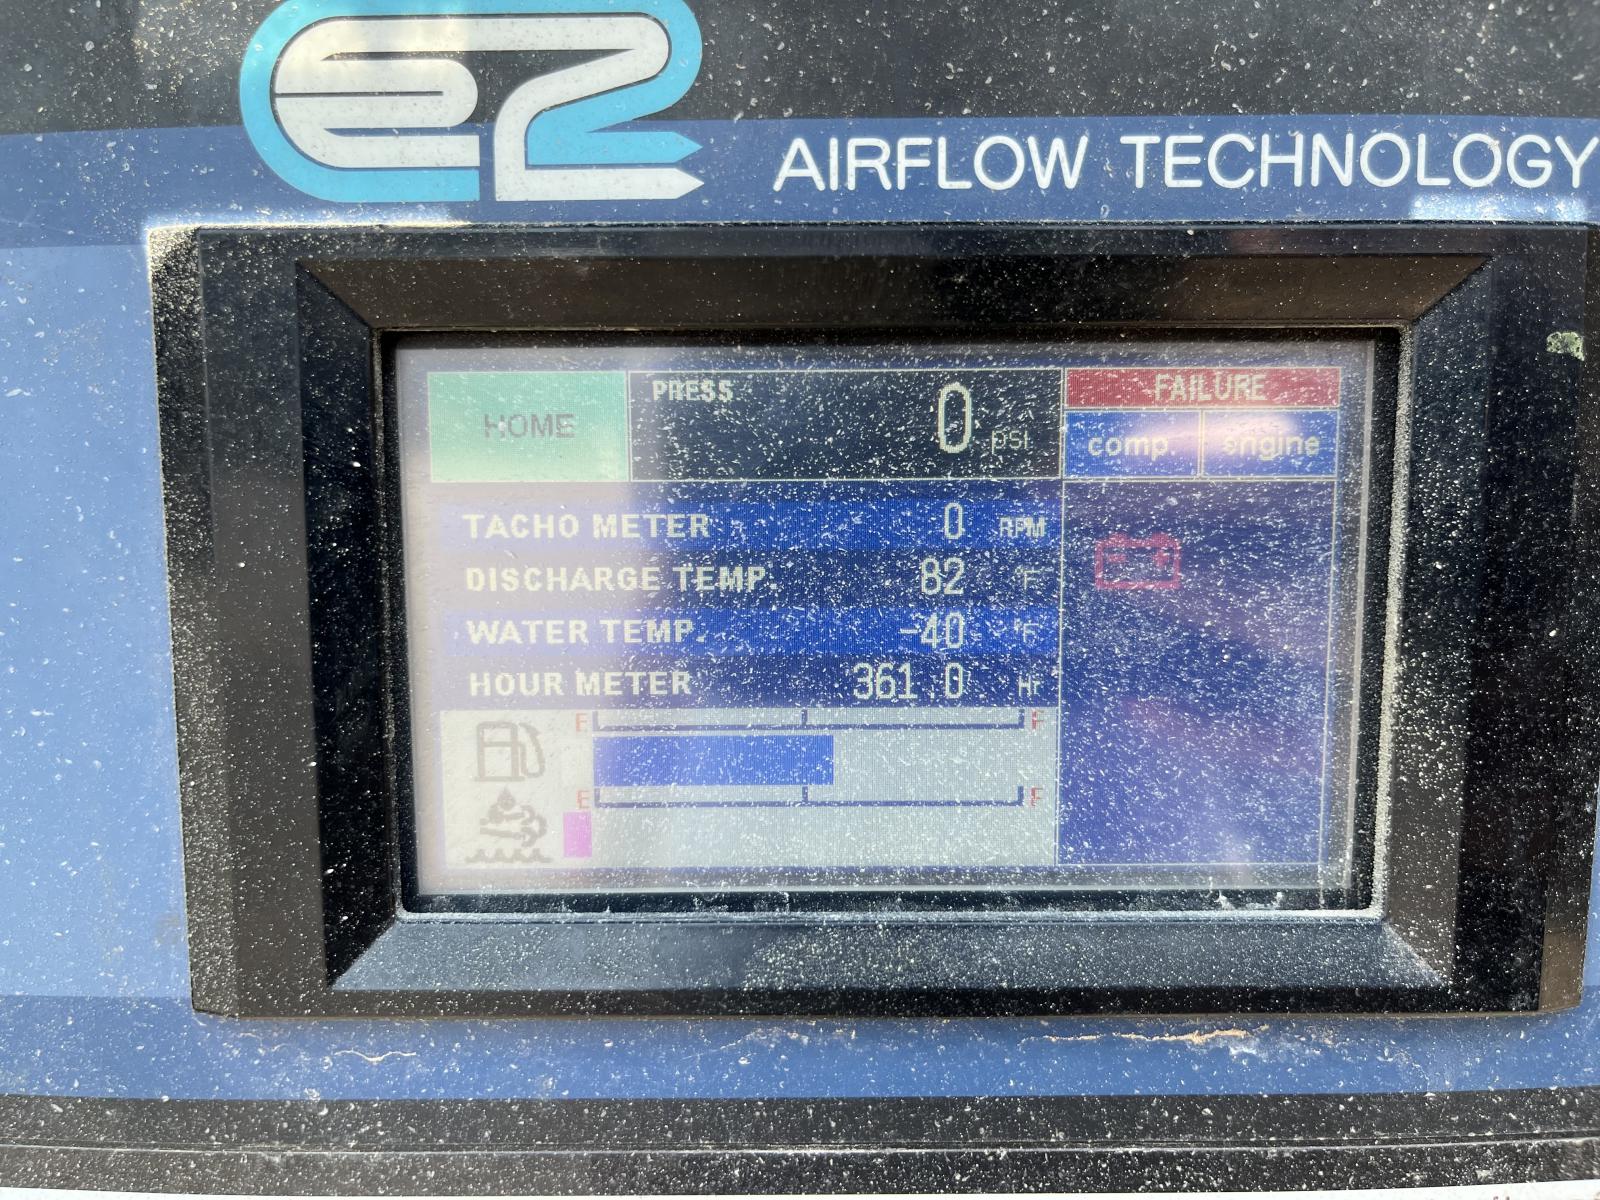 e2
AIRFLOW TECHNOLOGY
HOME
PRESS 0 psi
FAILURE
comp. engine
TACHO METER 0 RPM
DISCHARGE TEMP. 82 °F
WATER TEMP. -40 °F
HOUR METER 361.0 Hr
E F
E F